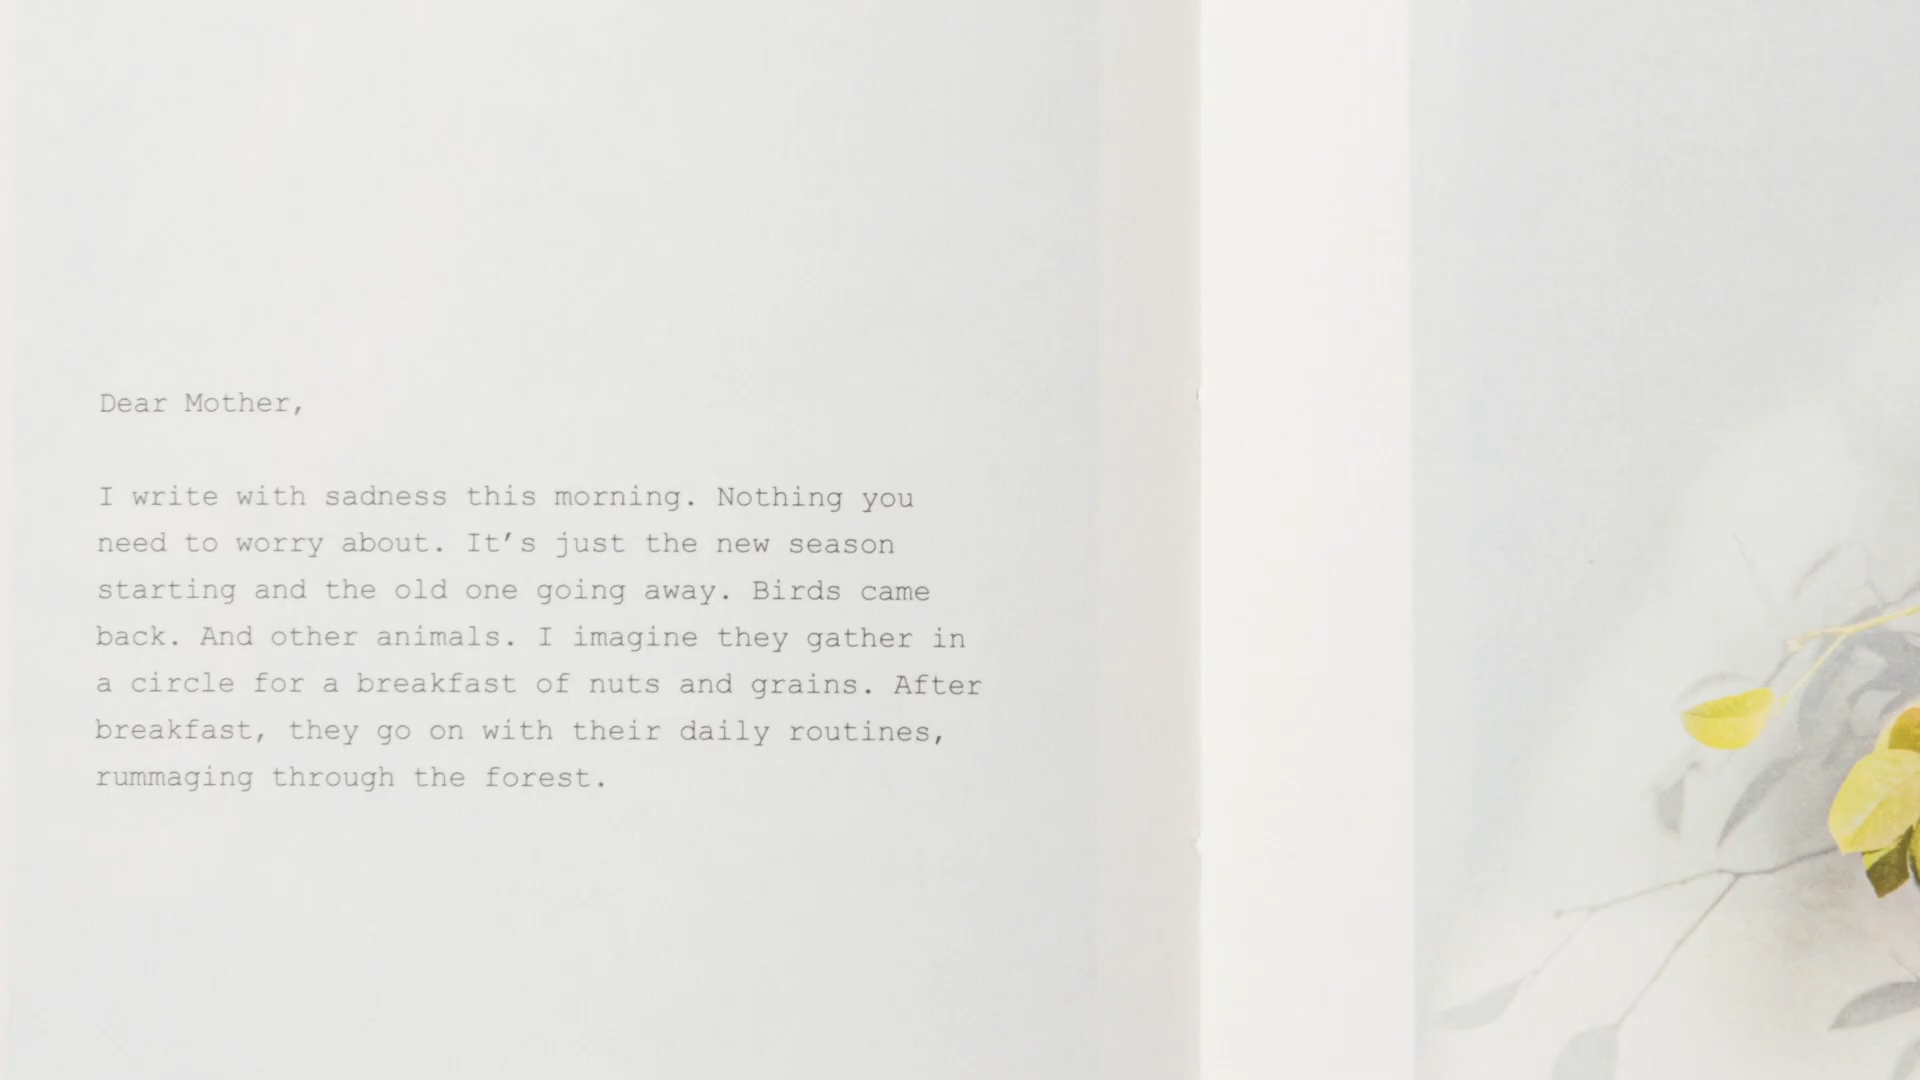 Dear Mother,
I write with sadness this morning. Nothing you
need to worry about. It’s just the new season
starting and the old one going away. Birds came
back. And other animals. I imagine they gather in
a circle for a breakfast of nuts and grains. After
breakfast, they go on with their daily routines,
rummaging through the forest.